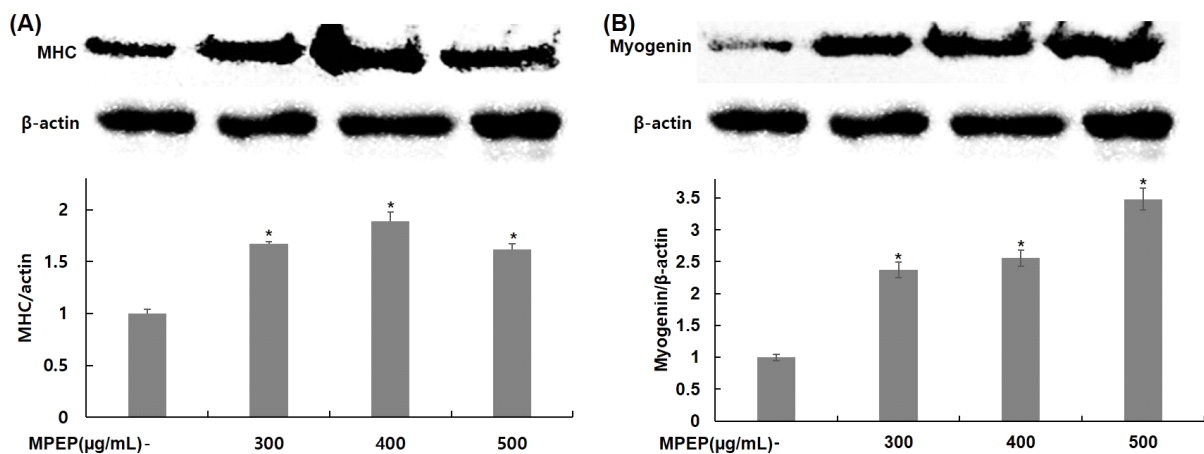 (A)
MHC
β-actin
MHC/actin
2
*
*
*
1.5
1
0.5
0
MPEP(μg/mL) - 300 400 500
(B)
Myogenin
β-actin
Myogenin/β-actin
3.5
*
3
*
*
2.5
2
1.5
1
0.5
0
MPEP(μg/mL)- 300 400 500